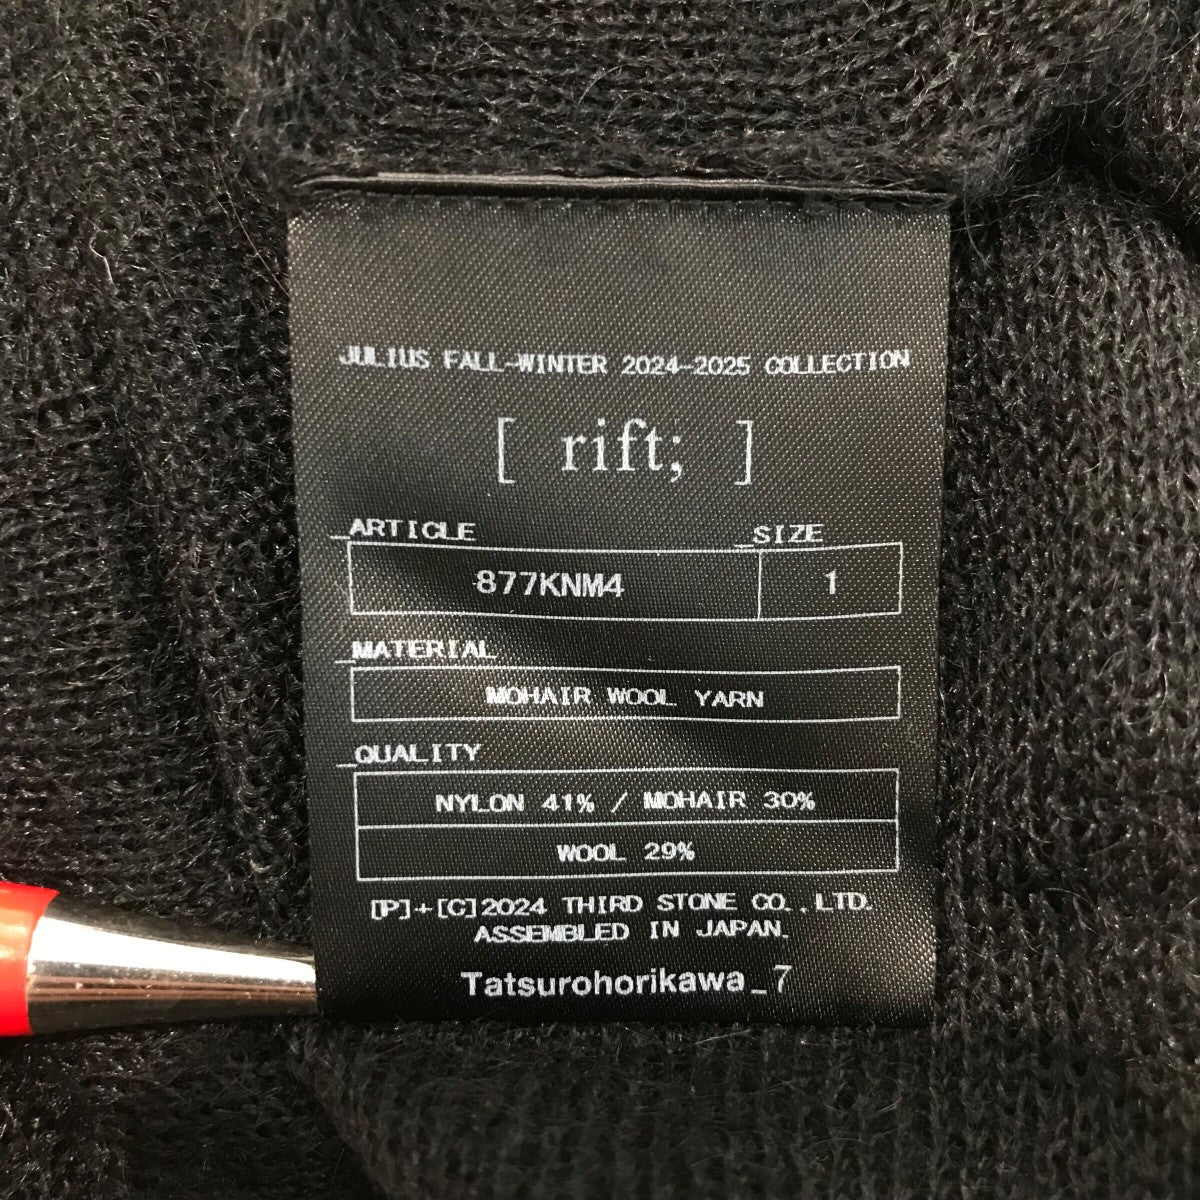 JULIUS FALL-WINTER 2024-2025 COLLECTION
[ rift; ]
_ARTICLE _SIZE
877KNM4 1
_MATERIAL
MOHAIR WOOL YARN
_QUALITY
NYLON 41% / MOHAIR 30%
WOOL 29%
[P]+[C]2024 THIRD STONE CO.,LTD.
ASSEMBLED IN JAPAN.
Tatsurohorikawa_7